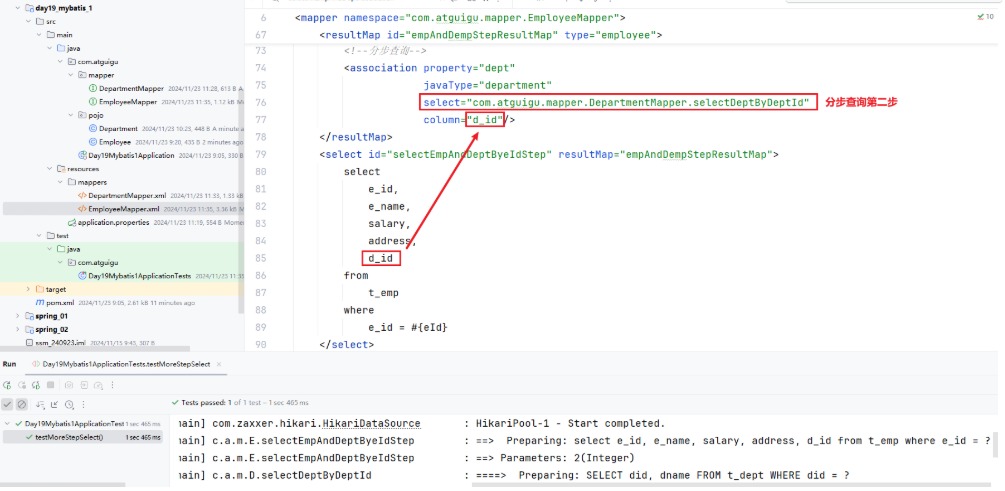 day19_mybatis_1
src
main
java
com.atguigu
mapper
DepartmentMapper 2024/11/23 11:28, 613 B A
EmployeeMapper 2024/11/23 11:35, 1.12 kB M
pojo
Department 2024/11/23 10:23, 448 B A minute a
Employee 2024/11/23 9:20, 435 B 2 minutes ago
Day19Mybatis1Application 2024/11/23 9:05, 330 B
resources
mappers
DepartmentMapper.xml 2024/11/23 11:33, 1.33 kB
EmployeeMapper.xml 2024/11/23 11:35, 3.36 kB M
application.properties 2024/11/23 11:19, 554 B Mome
test
java
com.atguigu
Day19Mybatis1ApplicationTests 2024/11/23 11:35
target
pom.xml 2024/11/23 9:05, 2.61 kB 11 minutes ago
spring_01
spring_02
ssm_240923.iml 2024/11/15 9:43, 307 B
10
6 <mapper namespace="com.atguigu.mapper.EmployeeMapper">
67 <resultMap id="empAndDempStepResultMap" type="employee">
73 <!--分步查询-->
74 <association property="dept"
75 javaType="department"
76 select="com.atguigu.mapper.DepartmentMapper.selectDeptByDeptId" 分步查询第二步
77 column="d_id"/>
78 </resultMap>
79 <select id="selectEmpAndDeptByeIdStep" resultMap="empAndDempStepResultMap">
80 select
81 e_id,
82 e_name,
83 salary,
84 address,
85 d_id
86 from
87 t_emp
88 where
89 e_id = #{eId}
90 </select>
Run Day19Mybatis1ApplicationTests.testMoreStepSelect
Tests passed: 1 of 1 test – 1 sec 465 ms
Day19Mybatis1ApplicationTest 1 sec 465 ms
testMoreStepSelect() 1 sec 465 ms
main] com.zaxxer.hikari.HikariDataSource : HikariPool-1 - Start completed.
main] c.a.m.E.selectEmpAndDeptByeIdStep : ==> Preparing: select e_id, e_name, salary, address, d_id from t_emp where e_id = ?
main] c.a.m.E.selectEmpAndDeptByeIdStep : ==> Parameters: 2(Integer)
main] c.a.m.D.selectDeptByDeptId : ====> Preparing: SELECT did, dname FROM t_dept WHERE did = ?